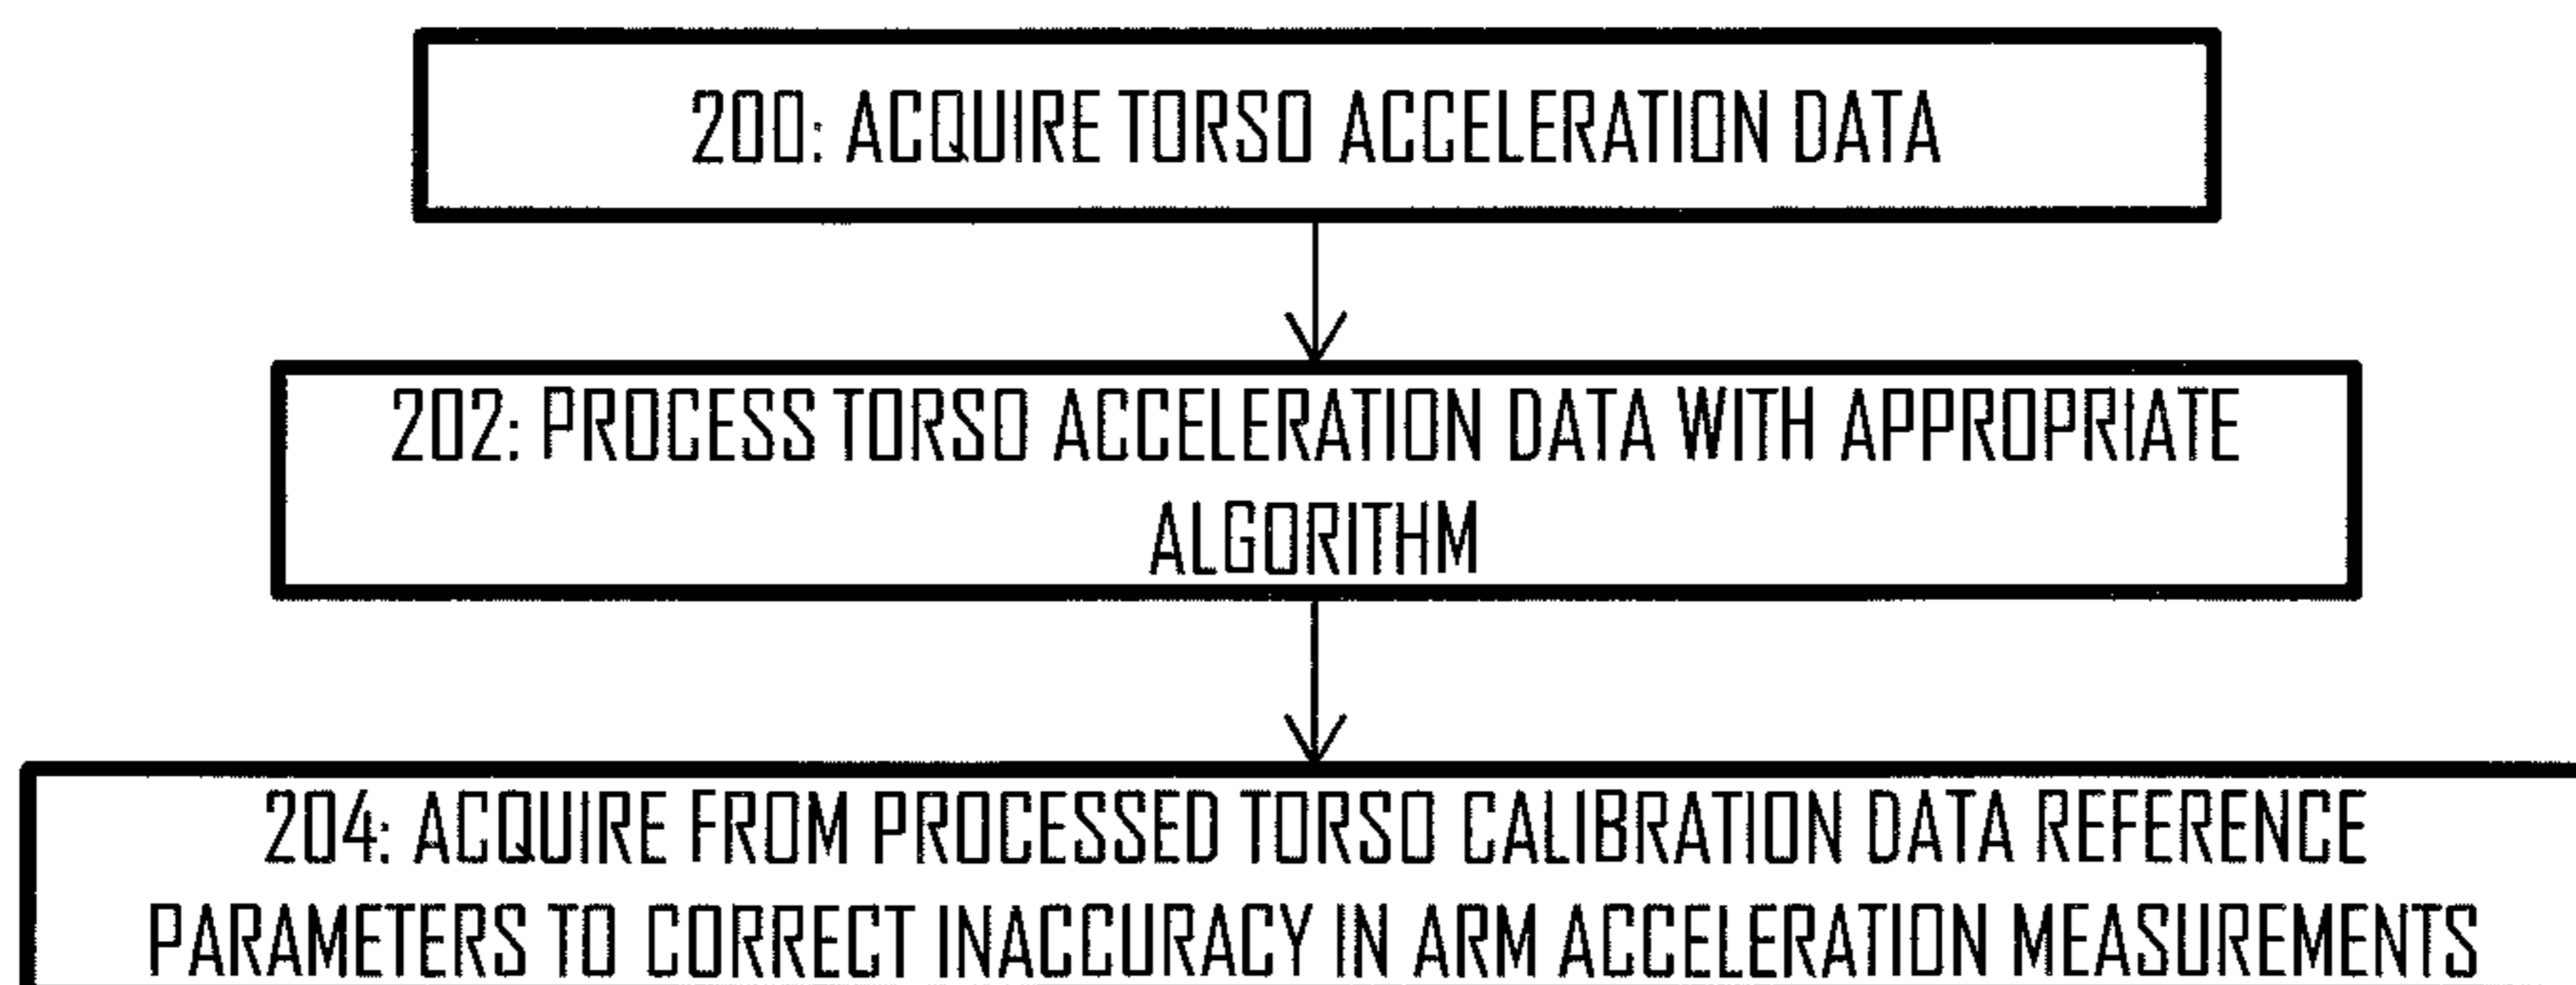 200: ACQUIRE TORSO ACCELERATION DATA
202: PROCESS TORSO ACCELERATION DATA WITH APPROPRIATE
ALGORITHM
204: ACQUIRE FROM PROCESSED TORSO CALIBRATION DATA REFERENCE
PARAMETERS TO CORRECT INACCURACY IN ARM ACCELERATION MEASUREMENTS